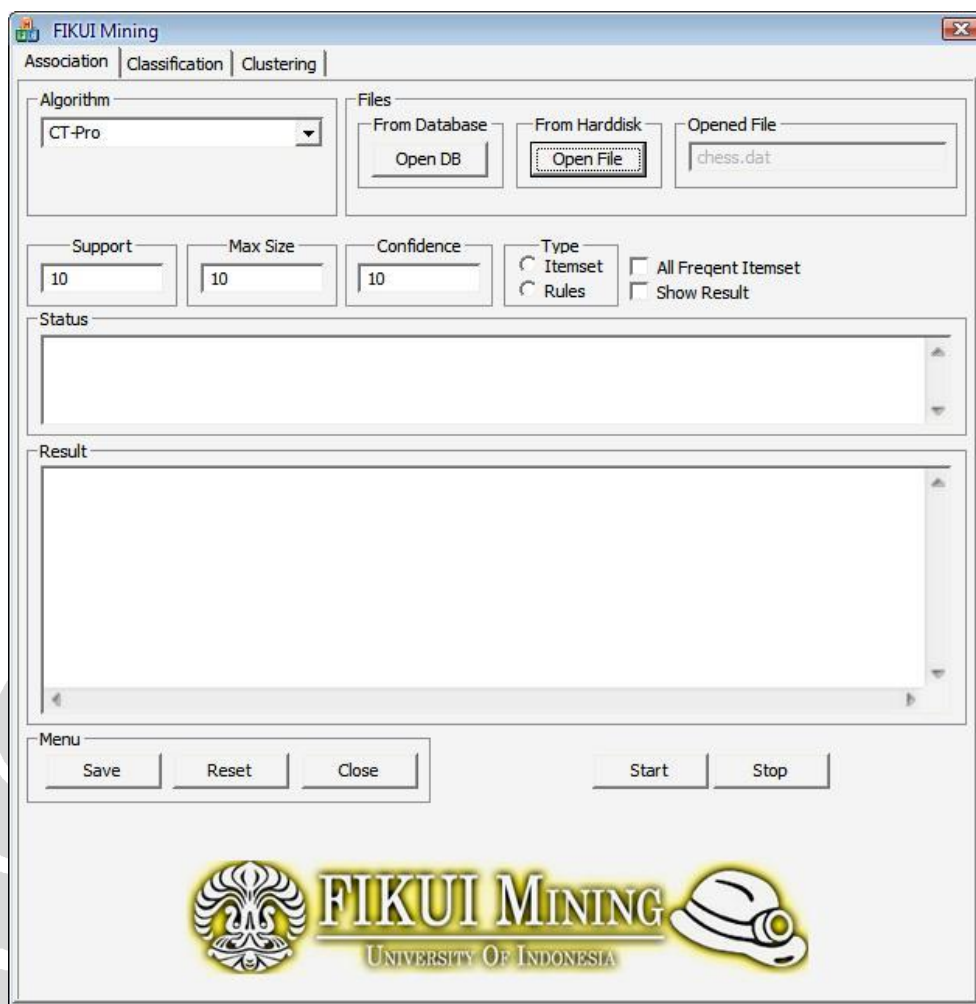 FIKUI Mining
Association Classification Clustering
Algorithm
CT-Pro
Files
From Database
Open DB
From Harddisk
Open File
Opened File
chess.dat
Support
10
Max Size
10
Confidence
10
Type
Itemset
Rules
All Freqent Itemset
Show Result
Status
Result
Menu
Save Reset Close Start Stop
FIKUI MINING
UNIVERSITY OF INDONESIA